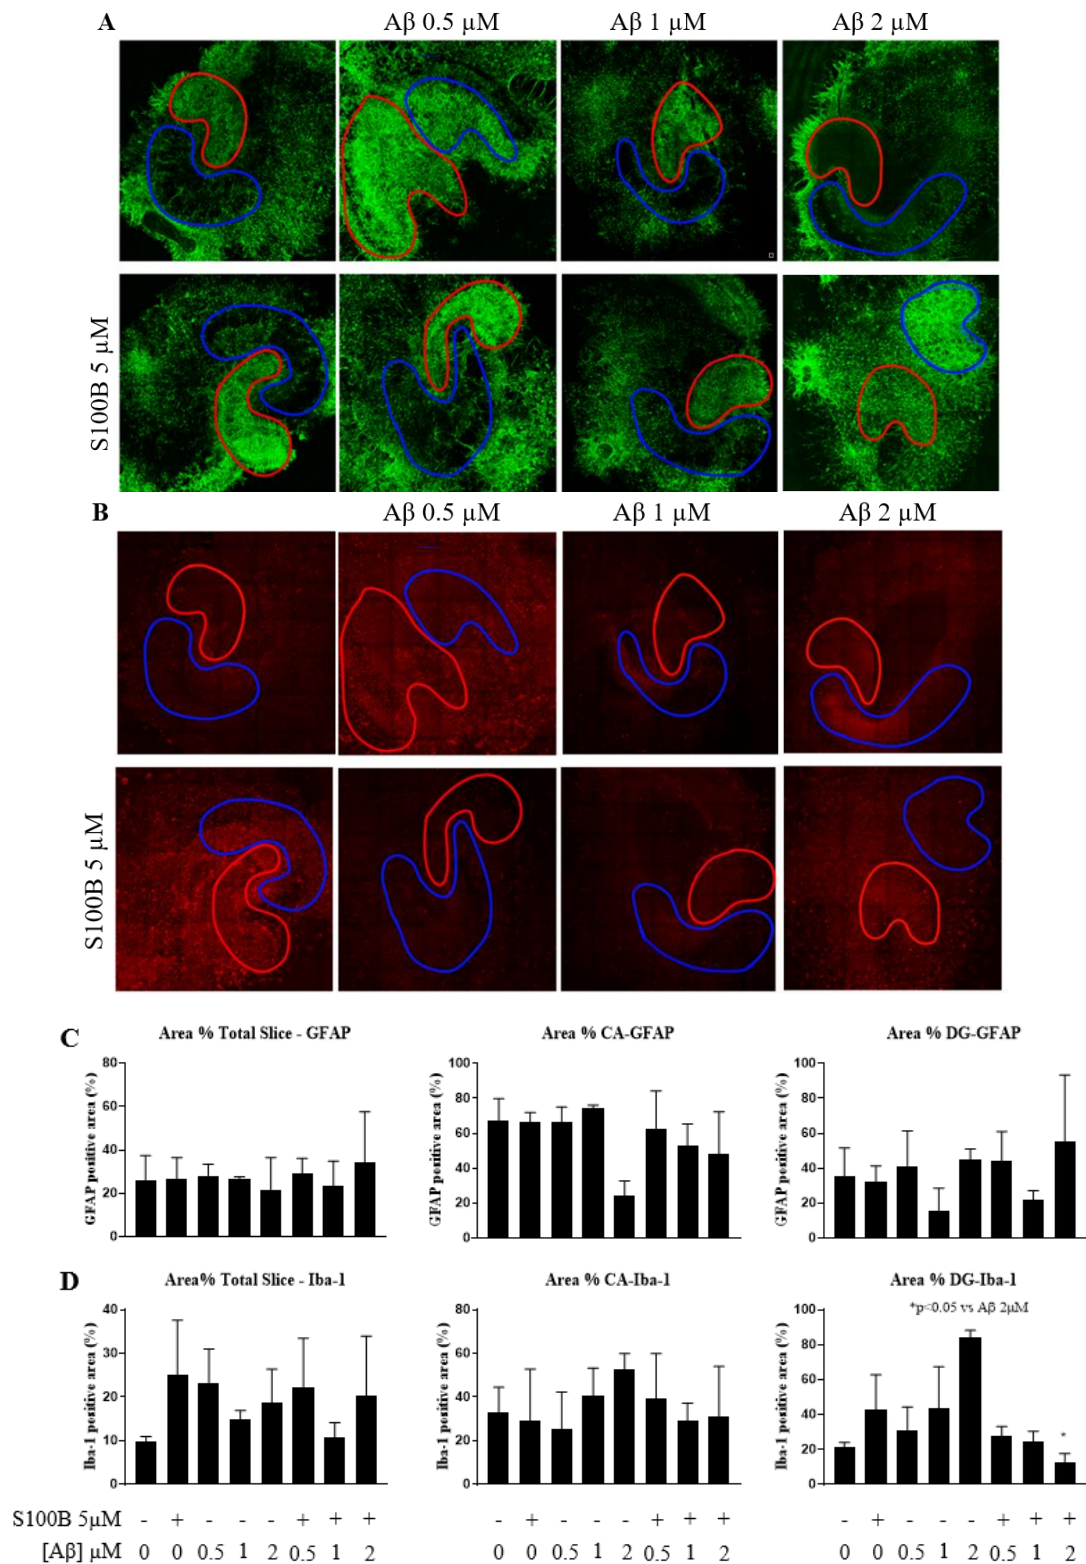 A
Aβ 0.5 µM Aβ 1 µM Aβ 2 µM
S100B 5 µM
B
Aβ 0.5 µM Aβ 1 µM Aβ 2 µM
S100B 5 µM
C
Area % Total Slice - GFAP
GFAP positive area (%)
80
60
40
20
0
Area % CA-GFAP
GFAP positive area (%)
100
80
60
40
20
0
Area % DG-GFAP
GFAP positive area (%)
100
80
60
40
20
0
D
Area% Total Slice - Iba-1
Iba-1 positive area (%)
40
30
20
10
0
Area % CA-Iba-1
Iba-1 positive area (%)
80
60
40
20
0
Area % DG-Iba-1
*p<0.05 vs Aβ 2µM
Iba-1 positive area (%)
100
80
60
40
20
0
*
S100B 5µM - + - - - + + + - + - - - + + + - + - - - + + +
[Aβ] µM 0 0 0.5 1 2 0.5 1 2 0 0 0.5 1 2 0.5 1 2 0 0 0.5 1 2 0.5 1 2